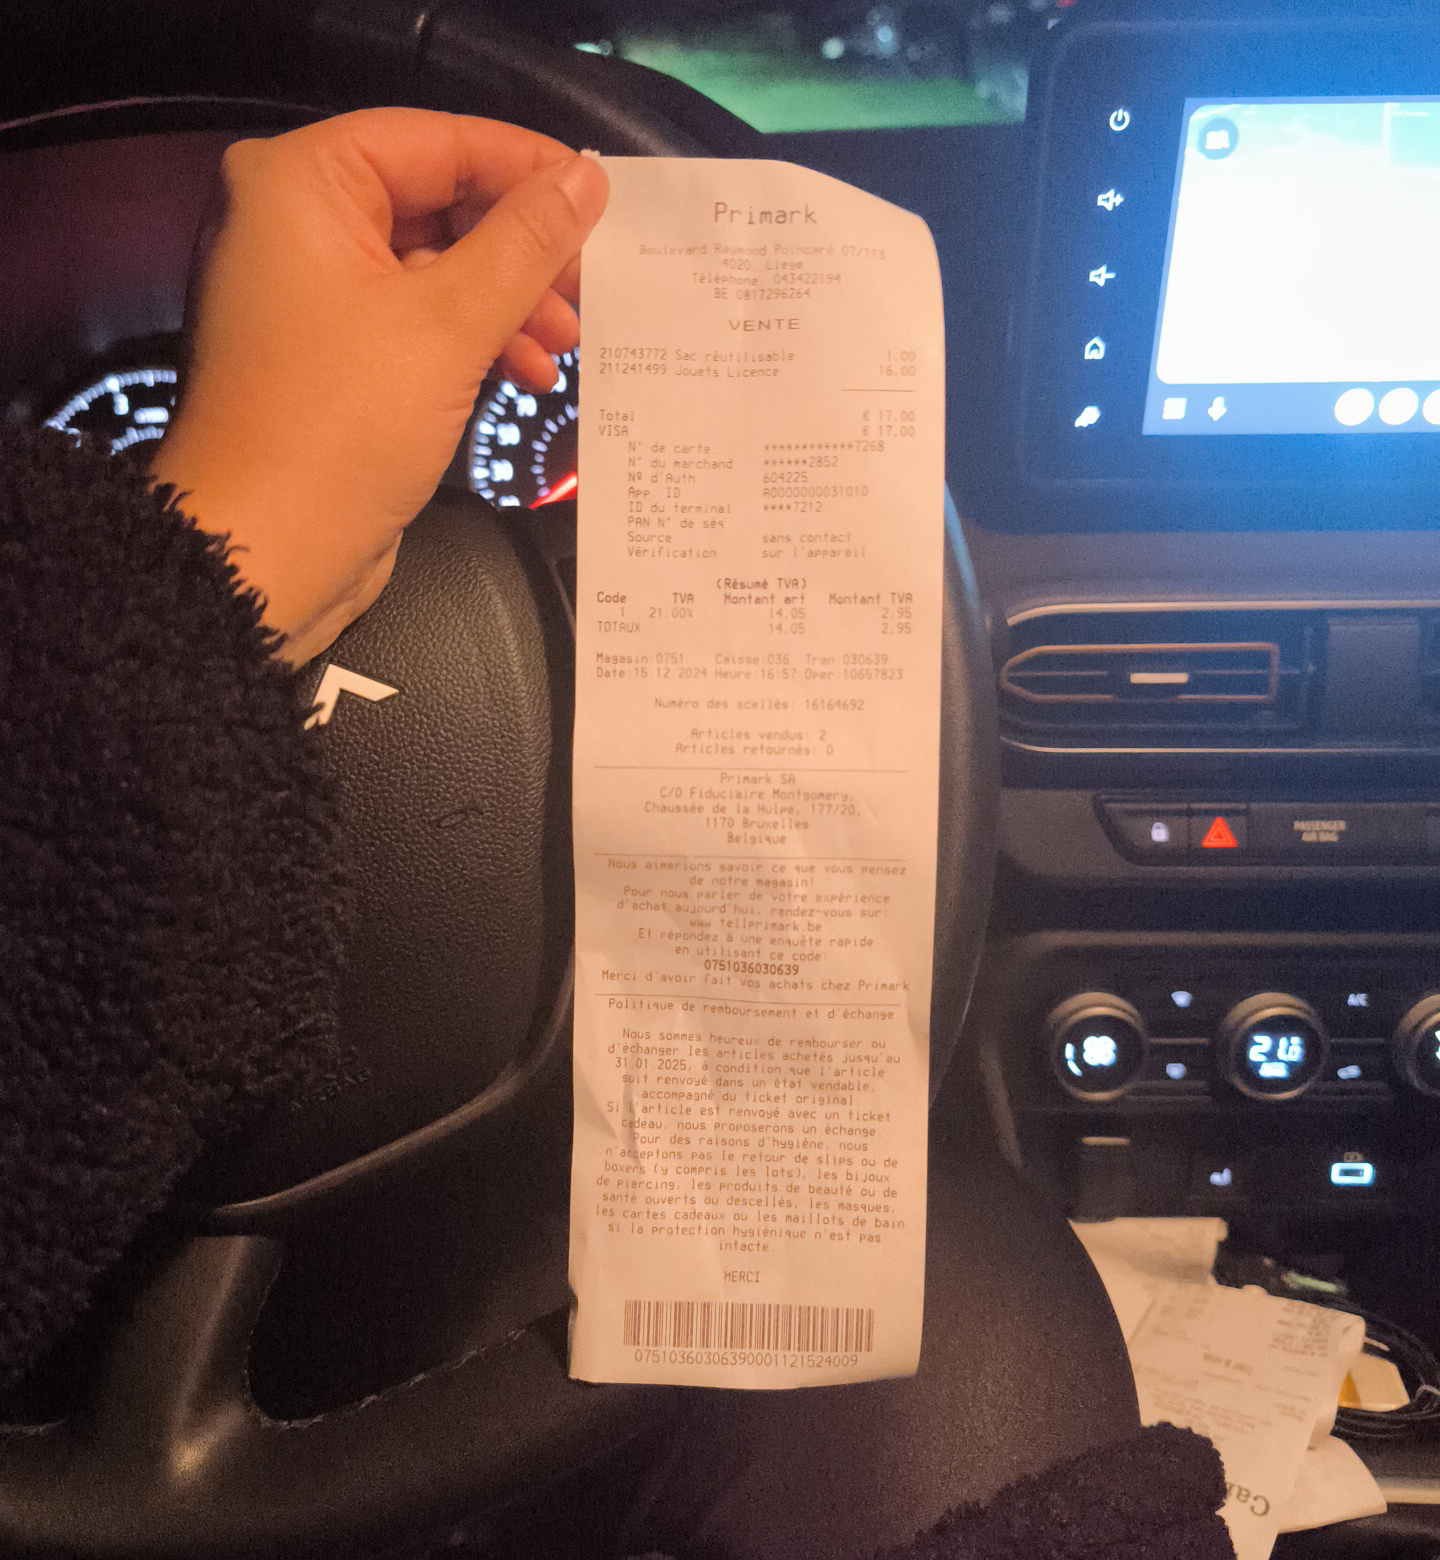 Primark
Boulevard Raymond Poincaré 07/113
4020, Liege
Téléphone: 043422194
BE 0817296264
VENTE
210743772 Sac réutilisable 1,00
211241499 Jouets Licence 16,00
Total € 17,00
VISA € 17,00
N° de carte ************7268
N° du marchand ******2852
Nº d'Auth 604225
App ID A0000000031010
ID du terminal ****7212
PAN N° de séq
Source sans contact
Vérification sur l'appareil
(Résumé TVA)
Code TVA Montant art Montant TVA
1 21.00% 14,05 2,95
TOTAUX 14,05 2,95
Magasin:0751 Caisse:036 Tran:030639
Date:15.12.2024 Heure:16:57 Oper:10657823
Numéro des scellés: 16164692
Articles vendus: 2
Articles retournés: 0
Primark SA
C/O Fiduciaire Montgomery,
Chaussée de la Hulpe, 177/20,
1170 Bruxelles
Belgique
Nous aimerions savoir ce que vous pensez
de notre magasin!
Pour nous parler de votre expérience
d'achat aujourd'hui, rendez-vous sur:
www.tellprimark.be
Et répondez à une enquête rapide
en utilisant ce code:
0751036030639
Merci d'avoir fait vos achats chez Primark
Politique de remboursement et d'échange
Nous sommes heureux de rembourser ou
d'échanger les articles achetés jusqu'au
31.01.2025, à condition que l'article
soit renvoyé dans un état vendable,
accompagné du ticket original.
Si l'article est renvoyé avec un ticket
cadeau, nous proposerons un échange.
Pour des raisons d'hygiène, nous
n'acceptons pas le retour de slips ou de
boxers (y compris les lots), les bijoux
de piercing, les produits de beauté ou de
santé ouverts ou descellés, les masques,
les cartes cadeaux ou les maillots de bain
si la protection hygiénique n'est pas
intacte.
MERCI
07510360306390001121524009
PASSENGER
AIR BAG
A/C
21.0
AUTO